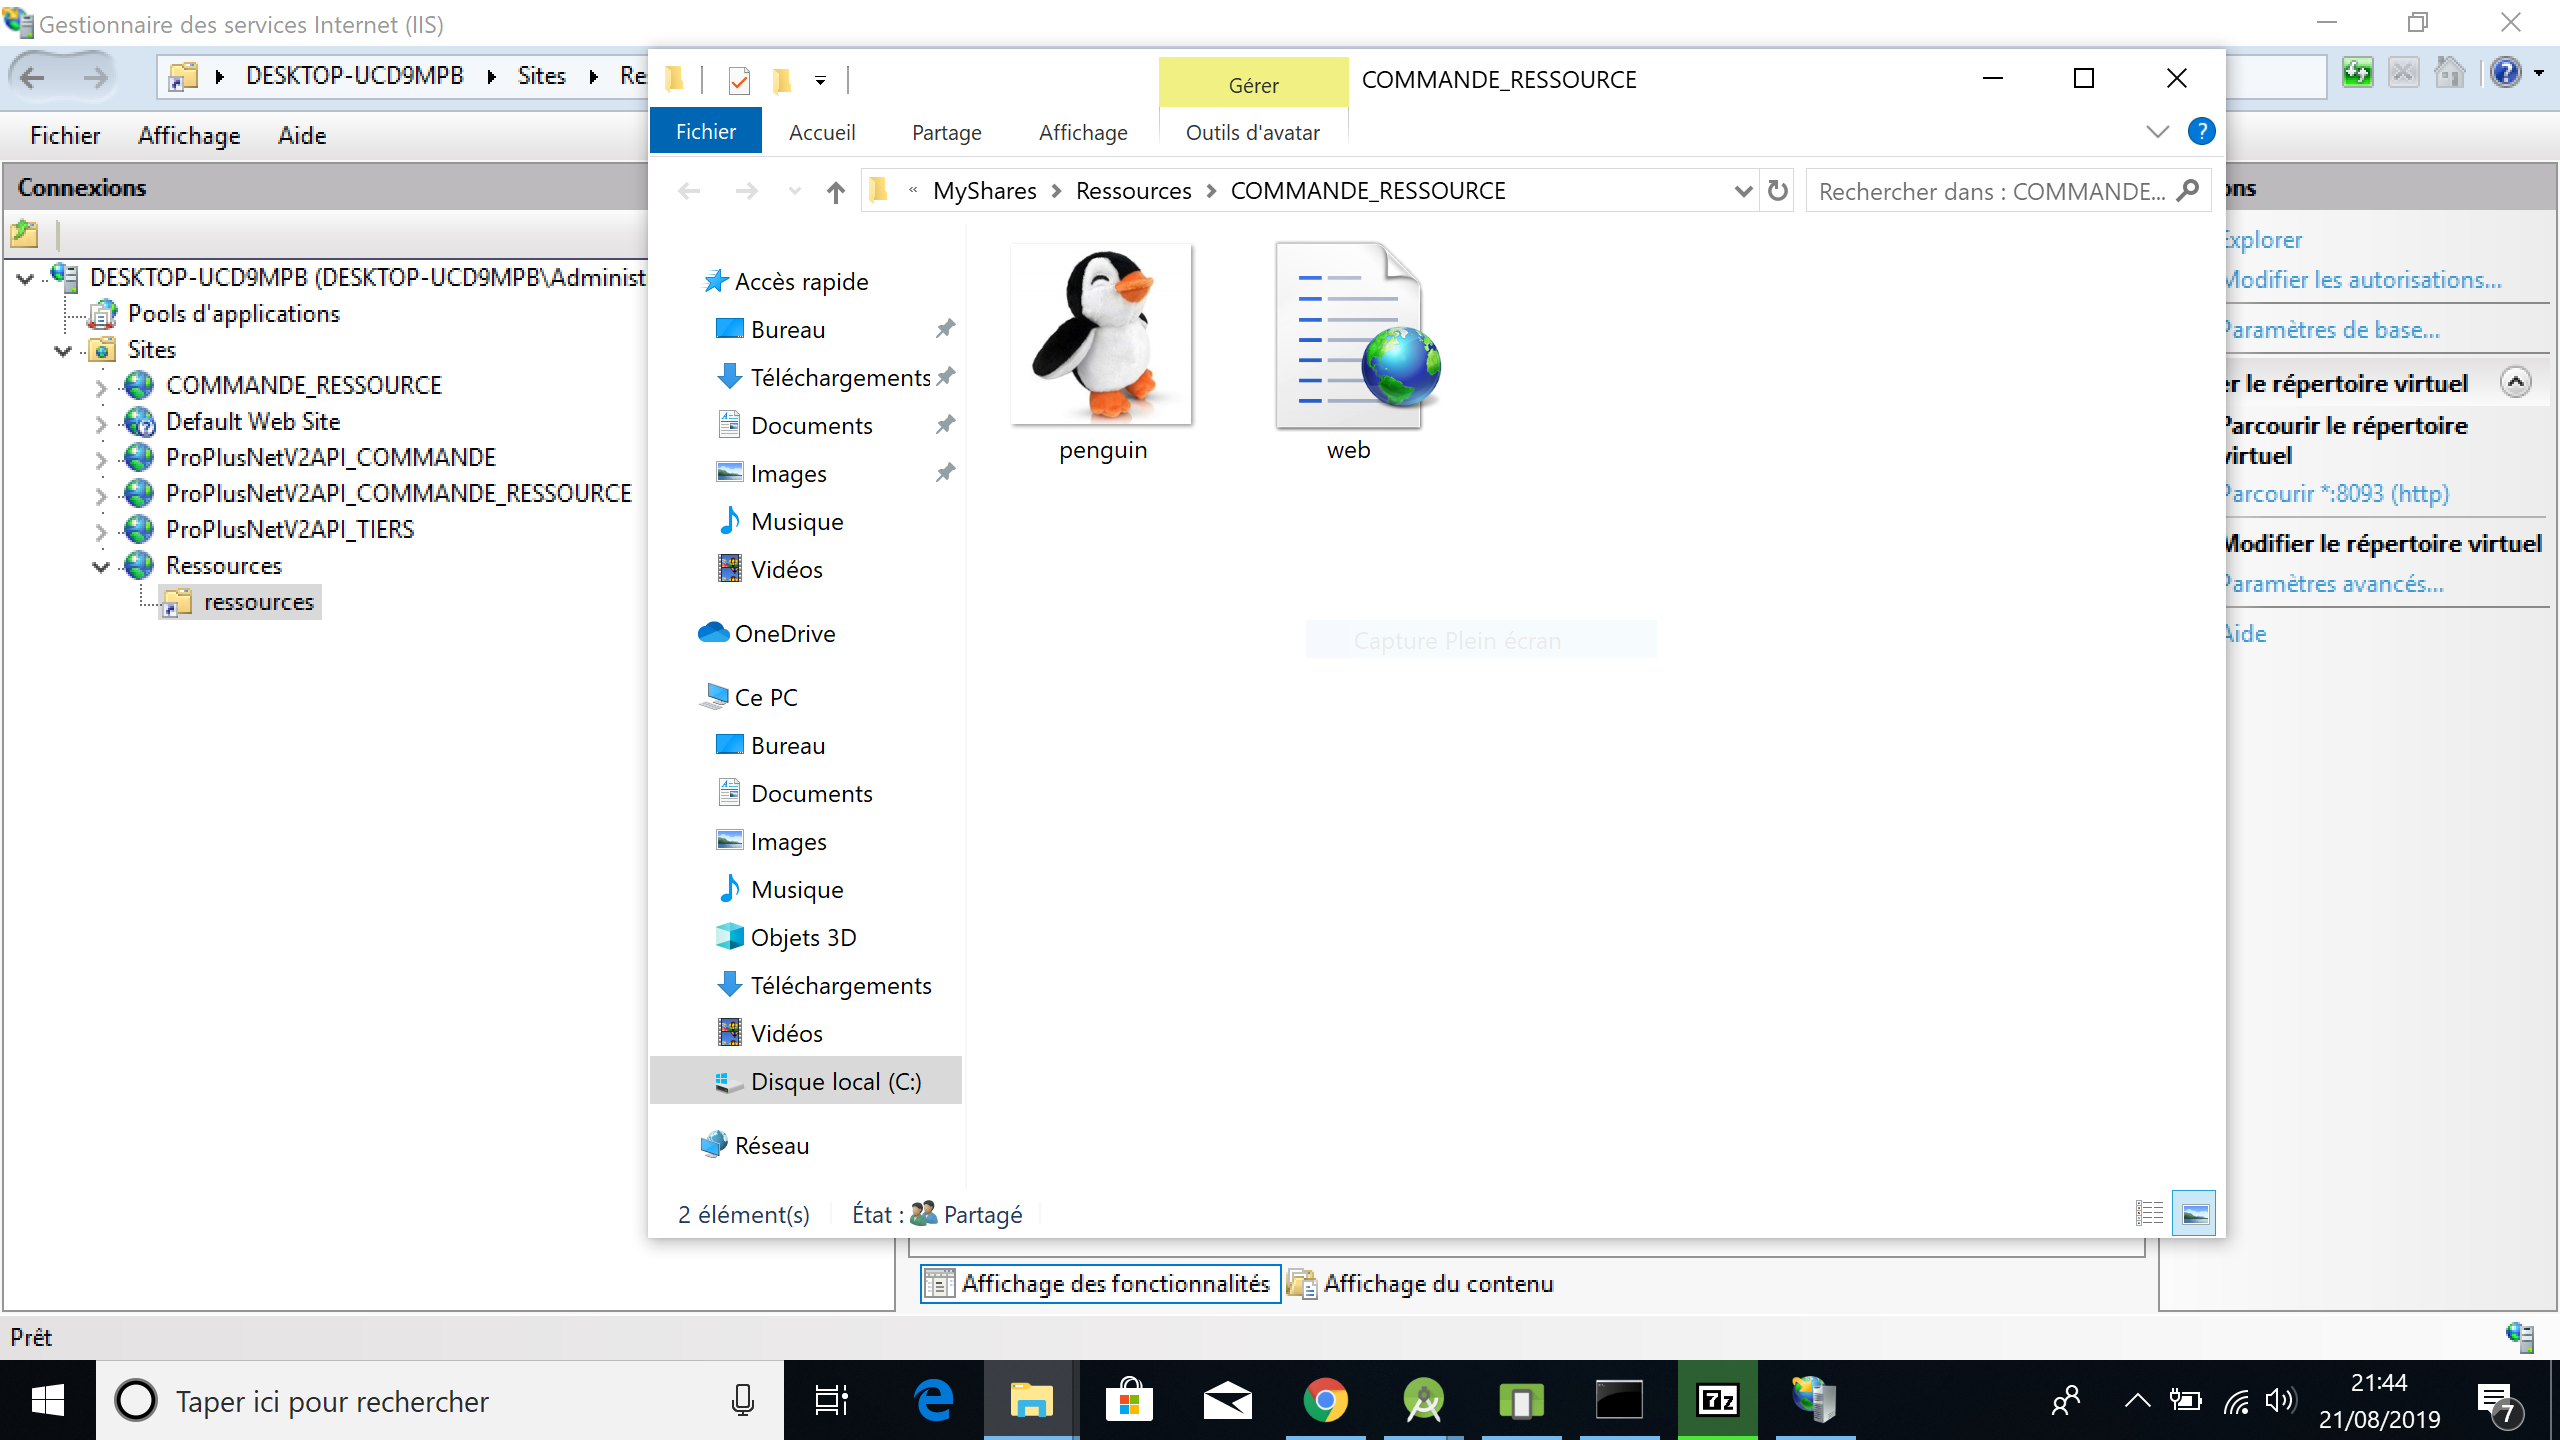 Gestionnaire des services Internet (IIS)
DESKTOP-UCD9MPB
Sites
Fichier
Affichage
Aide
Connexions
DESKTOP-UCD9MPB (DESKTOP-UCD9MPB\Administ
Pools d'applications
Sites
COMMANDE_RESSOURCE
Default Web Site
ProPlusNetV2API_COMMANDE
ProPlusNetV2API_COMMANDE_RESSOURCE
ProPlusNetV2API_TIERS
Ressources
ressources
Gérer
COMMANDE_RESSOURCE
Fichier
Accueil
Partage
Affichage
Outils d'avatar
MyShares
Ressources
COMMANDE_RESSOURCE
Rechercher dans : COMMANDE...
Accès rapide
Bureau
Téléchargements
Documents
Images
Musique
Vidéos
OneDrive
Ce PC
Bureau
Documents
Images
Musique
Objets 3D
Téléchargements
Vidéos
Disque local (C:)
Réseau
penguin
web
Capture Plein écran
2 élément(s)
État : Partagé
ons
Explorer
Modifier les autorisations...
Paramètres de base...
er le répertoire virtuel
Parcourir le répertoire
virtuel
Parcourir *:8093 (http)
Modifier le répertoire virtuel
Paramètres avancés...
Aide
Affichage des fonctionnalités
Affichage du contenu
Prêt
Taper ici pour rechercher
7z
21:44
21/08/2019
7